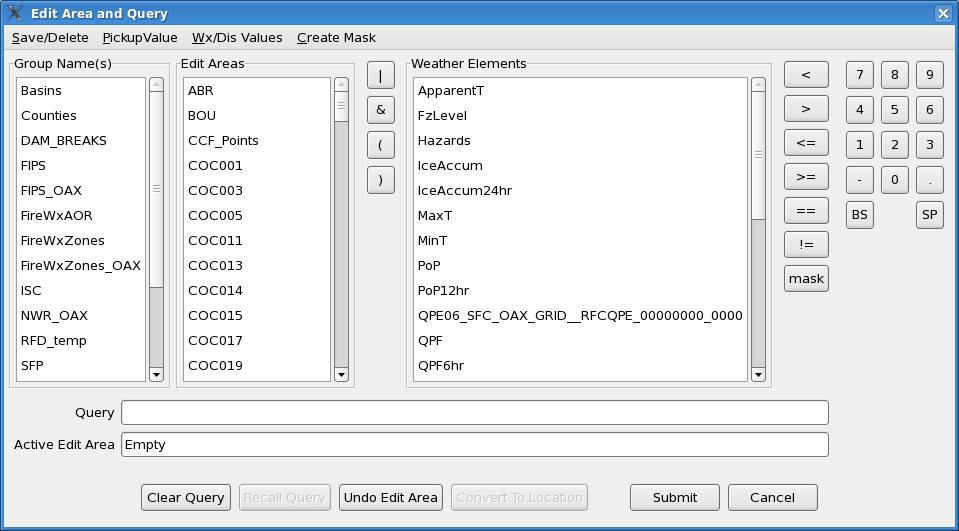 Edit Area and Query
Save/Delete PickupValue Wx/Dis Values Create Mask
Group Name(s)
Basins
Counties
DAM_BREAKS
FIPS
FIPS_OAX
FireWxAOR
FireWxZones
FireWxZones_OAX
ISC
NWR_OAX
RFD_temp
SFP
Edit Areas
ABR
BOU
CCF_Points
COC001
COC003
COC005
COC011
COC013
COC014
COC015
COC017
COC019
|
&
(
)
Weather Elements
ApparentT
FzLevel
Hazards
IceAccum
IceAccum24hr
MaxT
MinT
PoP
PoP12hr
QPE06_SFC_OAX_GRID__RFCQPE_00000000_0000
QPF
QPF6hr
<
>
<=
>=
==
!=
mask
7 8 9
4 5 6
1 2 3
- 0 .
BS SP
Query
Active Edit Area Empty
Clear Query Recall Query Undo Edit Area Convert To Location Submit Cancel